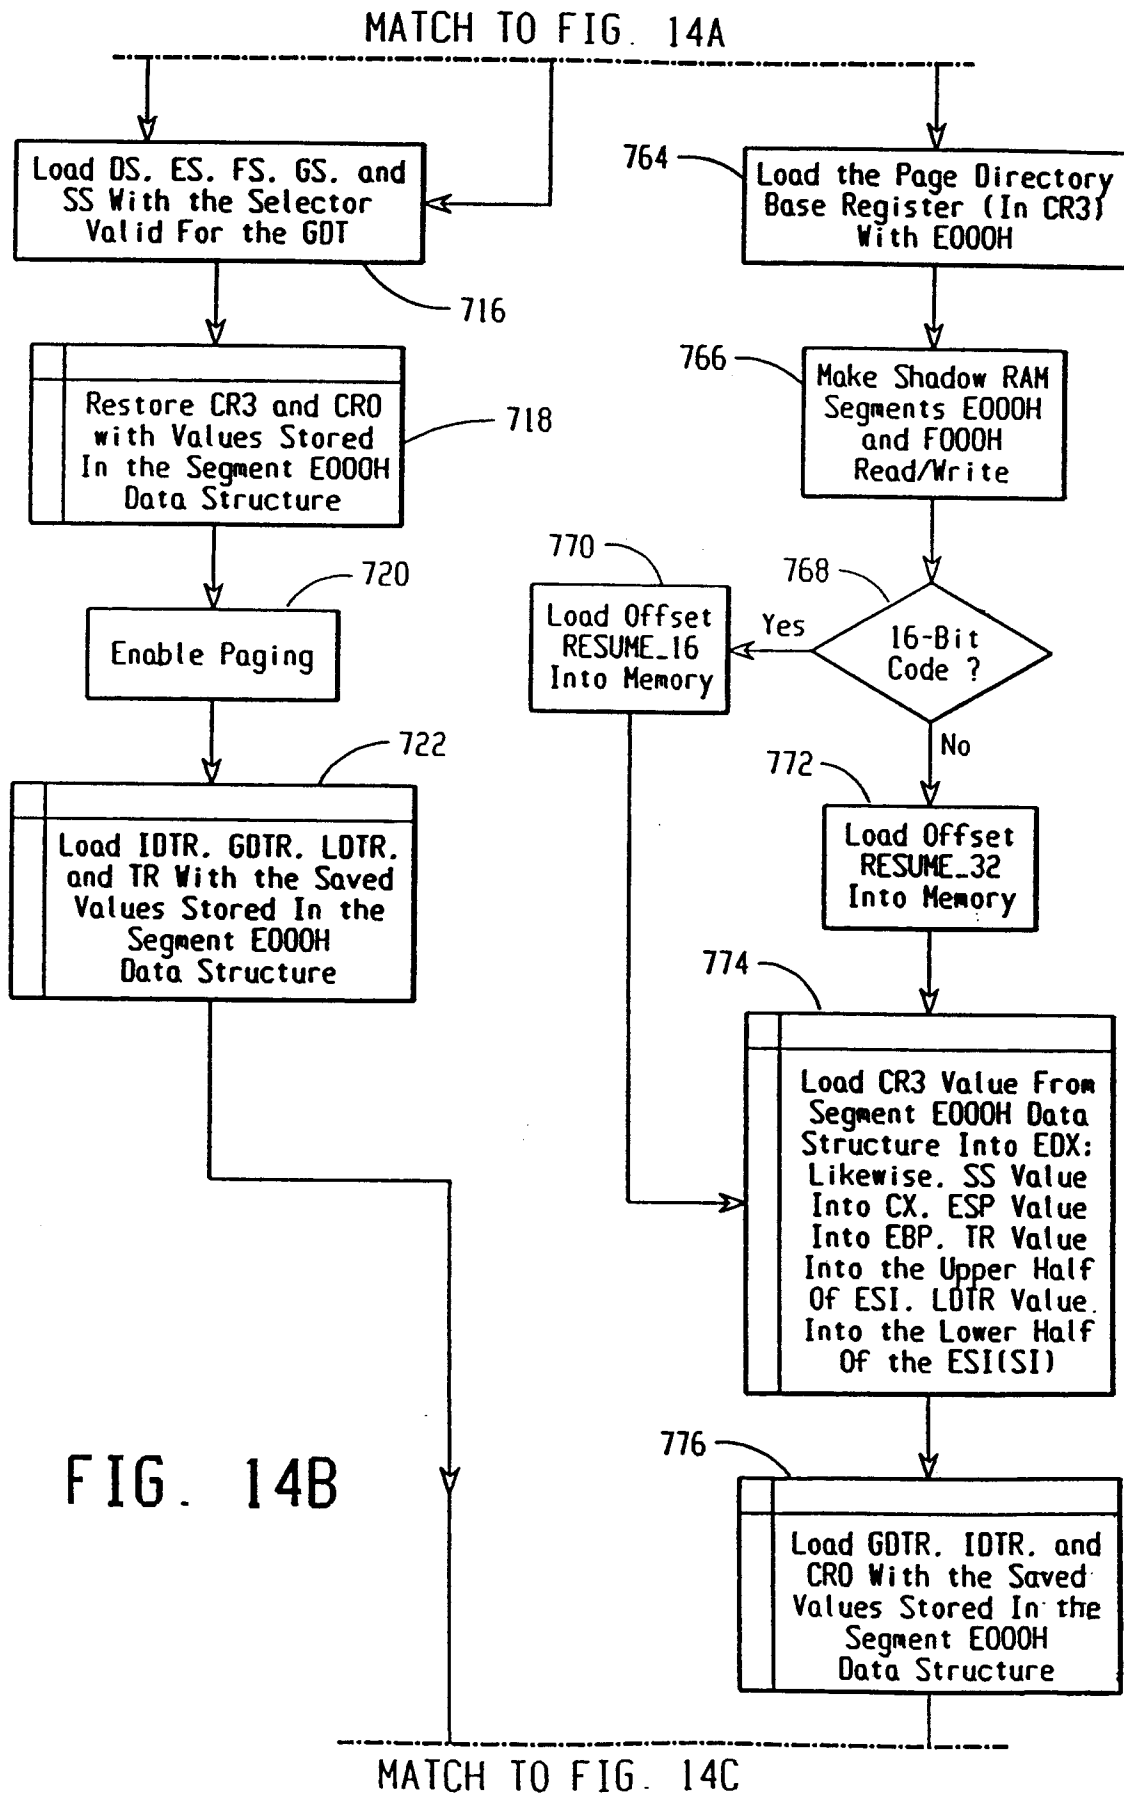 MATCH TO FIG. 14A
Load DS. ES. FS. GS. and
SS With the Selector
Valid For the GDT
716
Restore CR3 and CR0
with Values Stored
In the Segment E000H
Data Structure
718
720
Enable Paging
722
Load IDTR. GDTR. LDTR.
and TR With the Saved
Values Stored In the
Segment E000H
Data Structure
764
Load the Page Directory
Base Register (In CR3)
With E000H
766
Make Shadow RAM
Segments E000H
and F000H
Read/Write
768
16-Bit
Code ?
Yes
No
770
Load Offset
RESUME_16
Into Memory
772
Load Offset
RESUME_32
Into Memory
774
Load CR3 Value From
Segment E000H Data
Structure Into EDX:
Likewise. SS Value
Into CX. ESP Value
Into EBP. TR Value
Into the Upper Half
Of ESI. LDTR Value.
Into the Lower Half
Of the ESI(SI)
776
Load GDTR. IDTR. and
CR0 With the Saved
Values Stored In the
Segment E000H
Data Structure
FIG. 14B
MATCH TO FIG. 14C